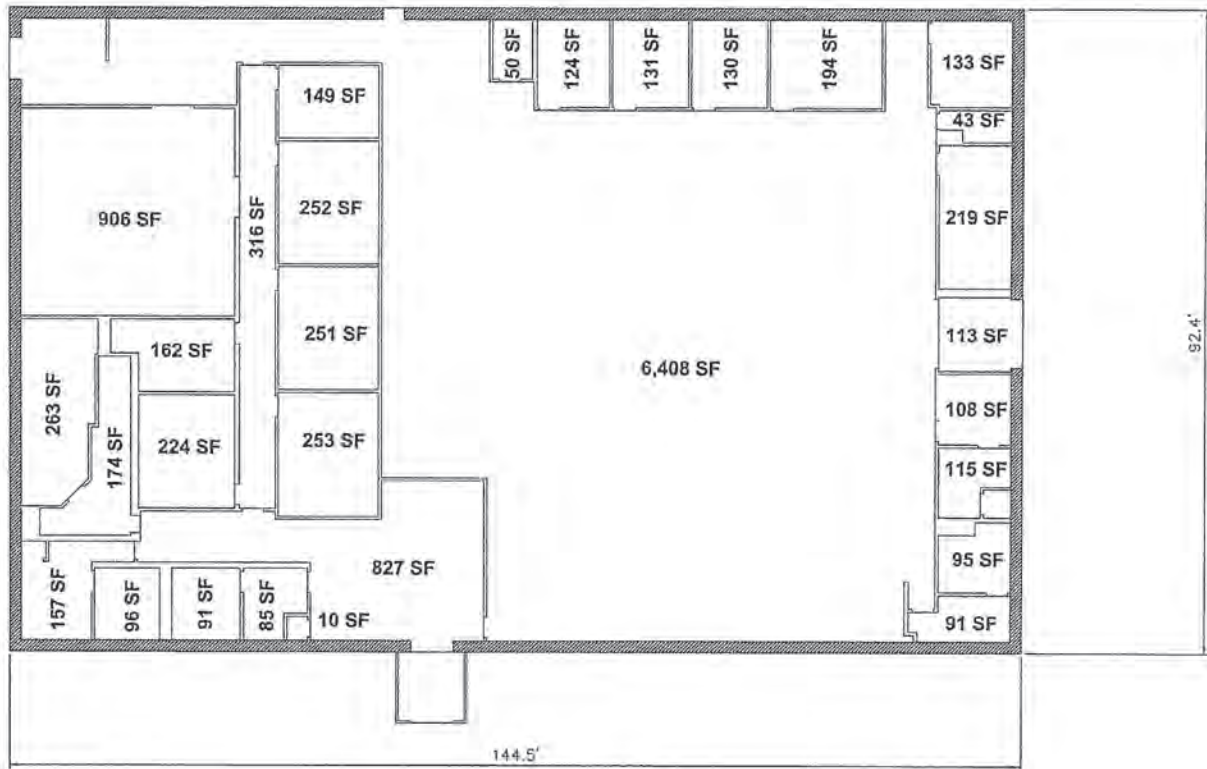 50 SF
124 SF
131 SF
130 SF
194 SF
133 SF
149 SF
43 SF
906 SF
316 SF
252 SF
219 SF
251 SF
113 SF
162 SF
6,408 SF
92.4'
263 SF
174 SF
224 SF
253 SF
108 SF
115 SF
827 SF
95 SF
157 SF
96 SF
91 SF
85 SF
10 SF
91 SF
144.5'